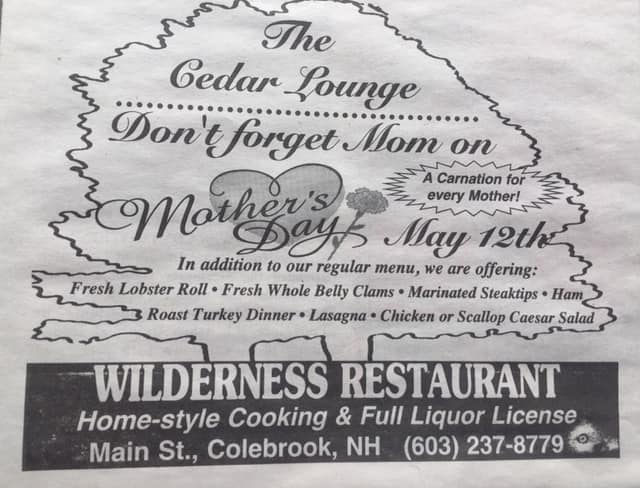 The
Cedar Lounge
Don't forget Mom on
A Carnation for
every Mother!
Mother's
Day
May 12th
In addition to our regular menu, we are offering:
Fresh Lobster Roll • Fresh Whole Belly Clams • Marinated Steaktips • Ham
Roast Turkey Dinner • Lasagna • Chicken or Scallop Caesar Salad
WILDERNESS RESTAURANT
Home-style Cooking & Full Liquor License
Main St., Colebrook, NH (603) 237-8779